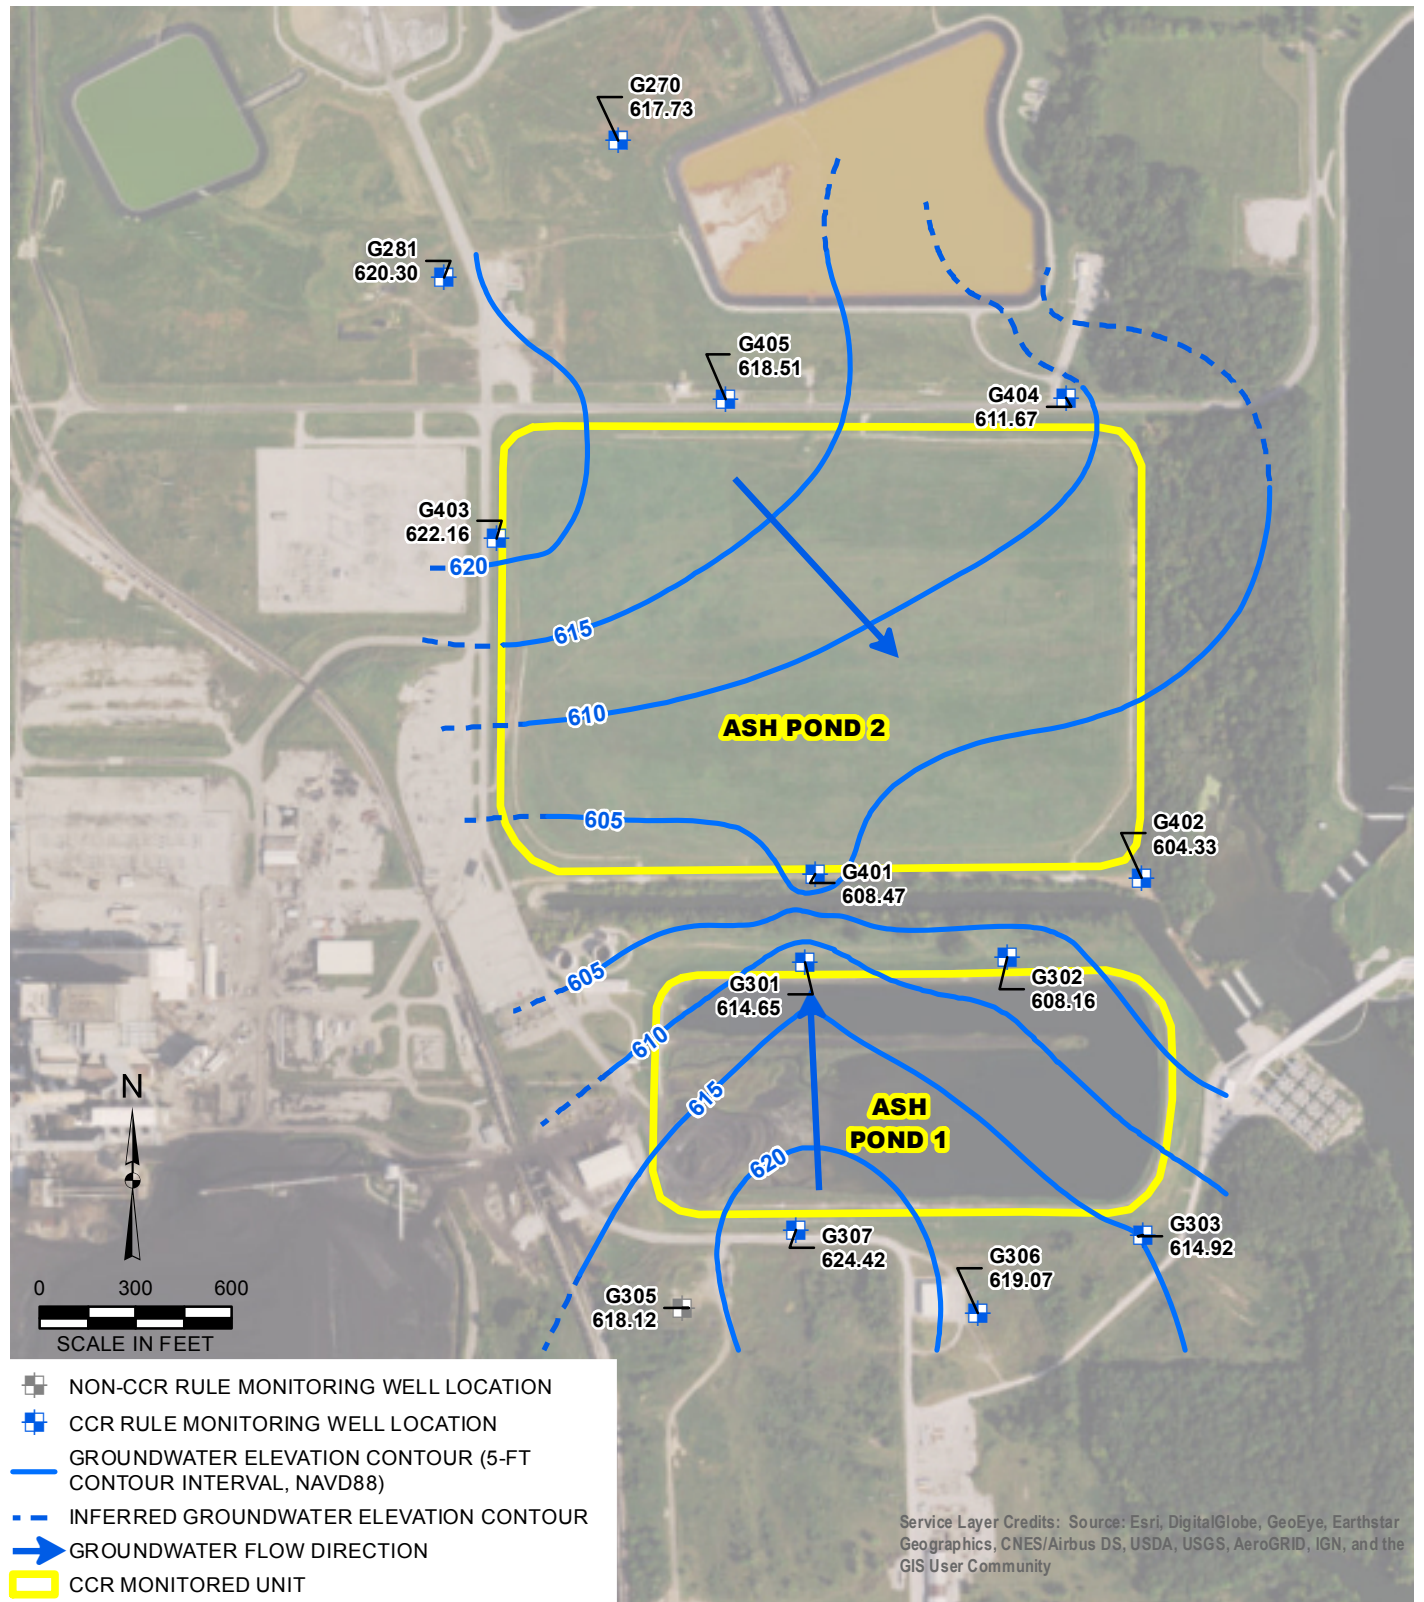 G270
617.73
G281
620.30
G405
618.51
G404
611.67
G403
622.16
620
615
610
ASH POND 2
605
G402
604.33
G401
608.47
605
G301
614.65
G302
608.16
610
615
ASH
POND 1
620
N
G307
624.42
G303
614.92
G306
619.07
G305
618.12
0 300 600
SCALE IN FEET
NON-CCR RULE MONITORING WELL LOCATION
CCR RULE MONITORING WELL LOCATION
GROUNDWATER ELEVATION CONTOUR (5-FT
CONTOUR INTERVAL, NAVD88)
INFERRED GROUNDWATER ELEVATION CONTOUR
GROUNDWATER FLOW DIRECTION
CCR MONITORED UNIT
Service Layer Credits: Source: Esri, DigitalGlobe, GeoEye, Earthstar
Geographics, CNES/Airbus DS, USDA, USGS, AeroGRID, IGN, and the
GIS User Community